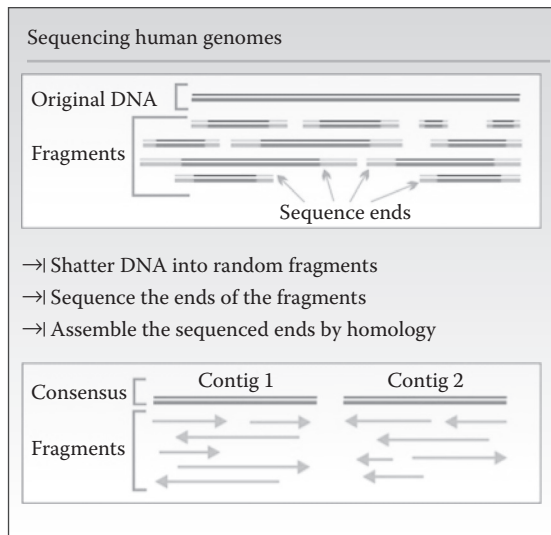 Sequencing human genomes
Original DNA
Fragments
Sequence ends
→| Shatter DNA into random fragments
→| Sequence the ends of the fragments
→| Assemble the sequenced ends by homology
Consensus
Contig 1
Contig 2
Fragments